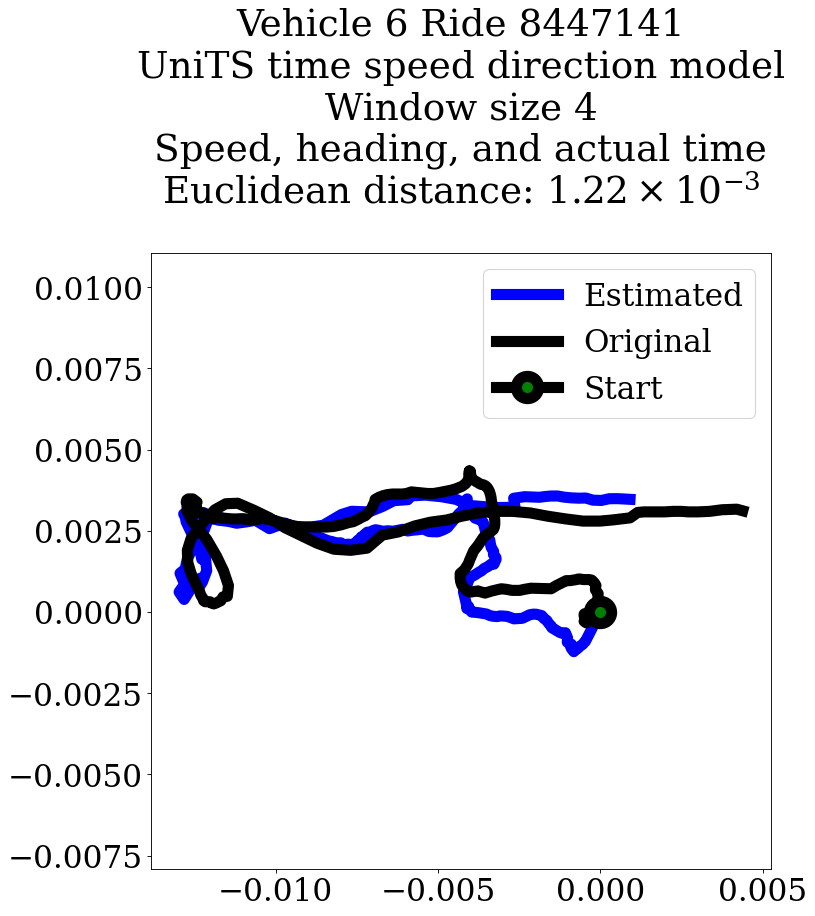 Vehicle 6 Ride 8447141
UniTS time speed direction model
Window size 4
Speed, heading, and actual time
Euclidean distance: 1.22 × 10⁻³
Estimated
Original
Start
0.0100
0.0075
0.0050
0.0025
0.0000
−0.0025
−0.0050
−0.0075
−0.010 −0.005 0.000 0.005